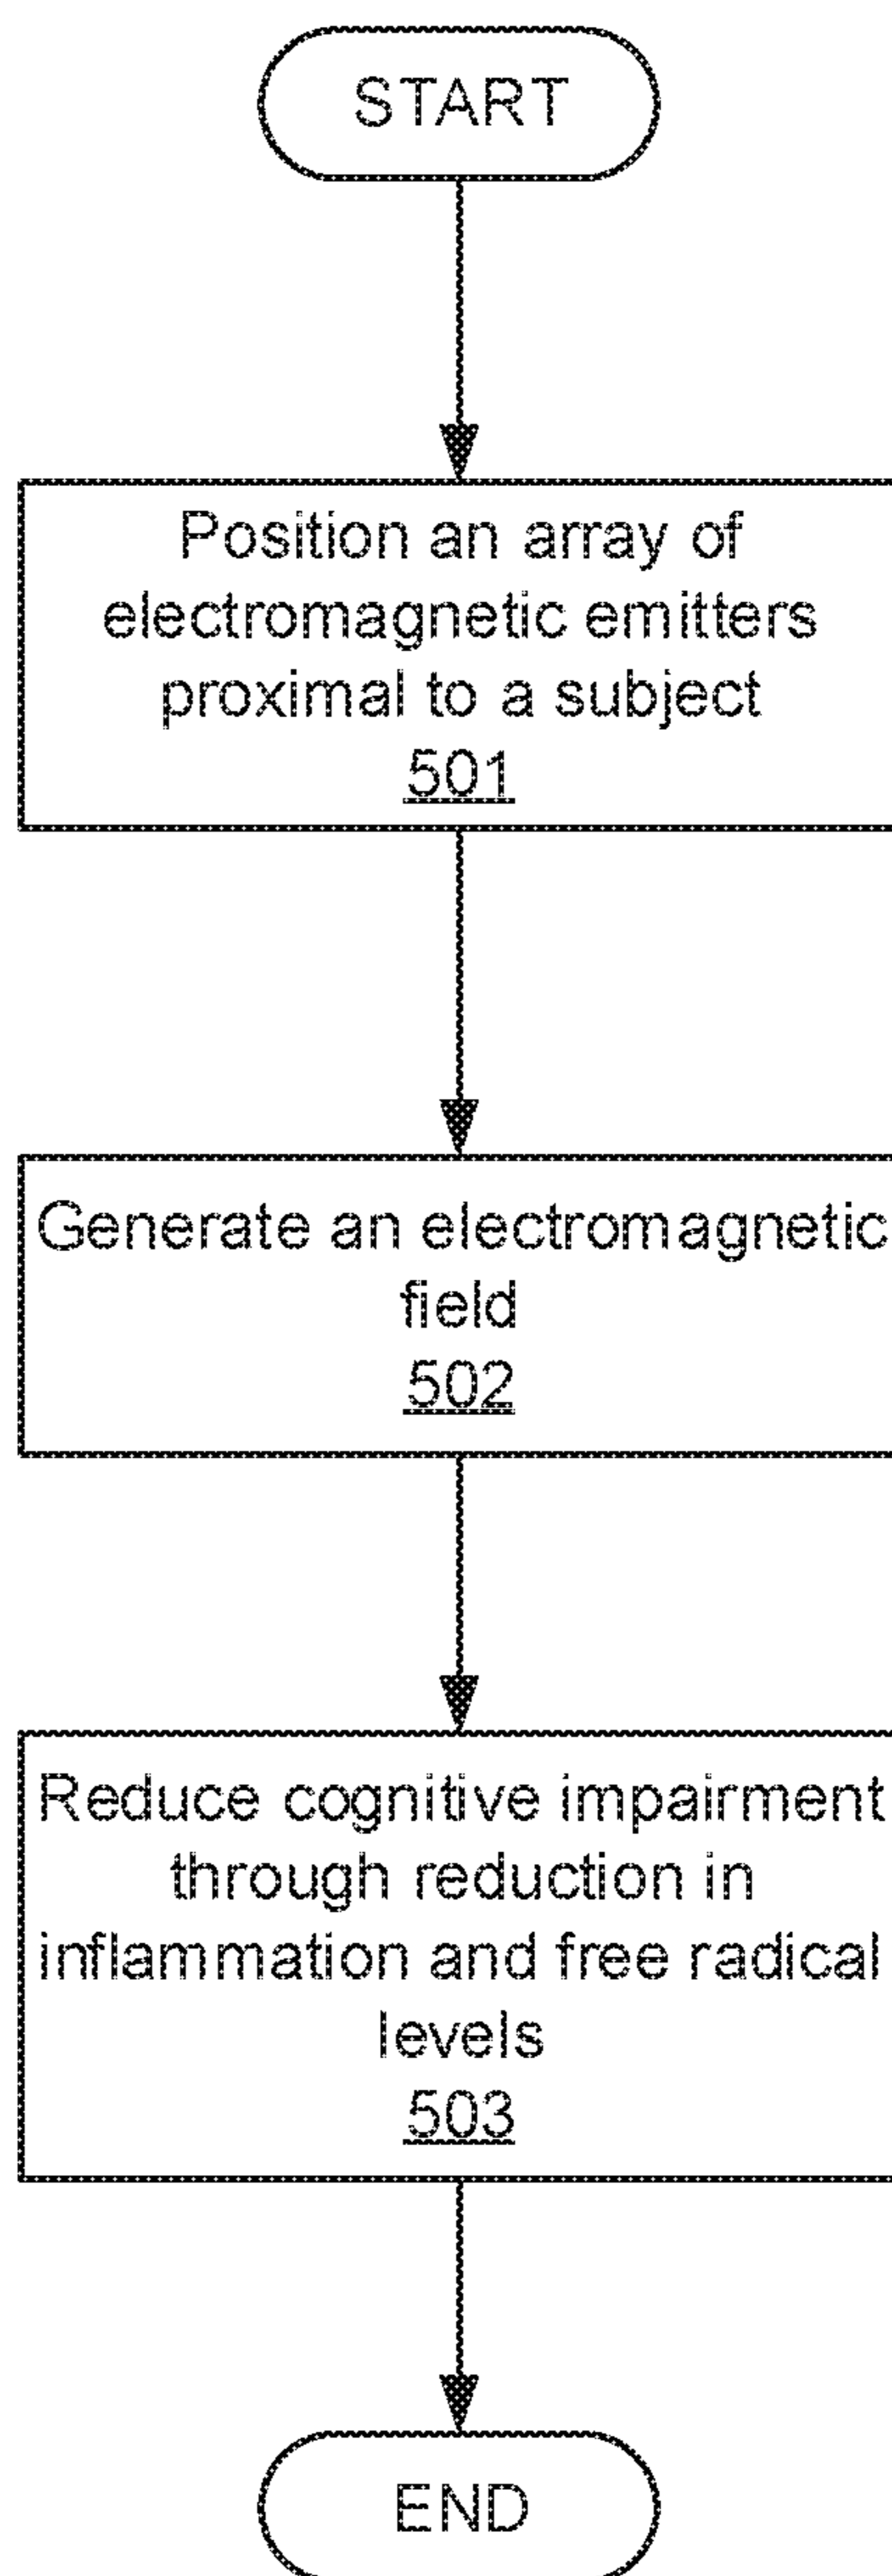 START
Position an array of
electromagnetic emitters
proximal to a subject
501
Generate an electromagnetic
field
502
Reduce cognitive impairment
through reduction in
inflammation and free radical
levels
503
END